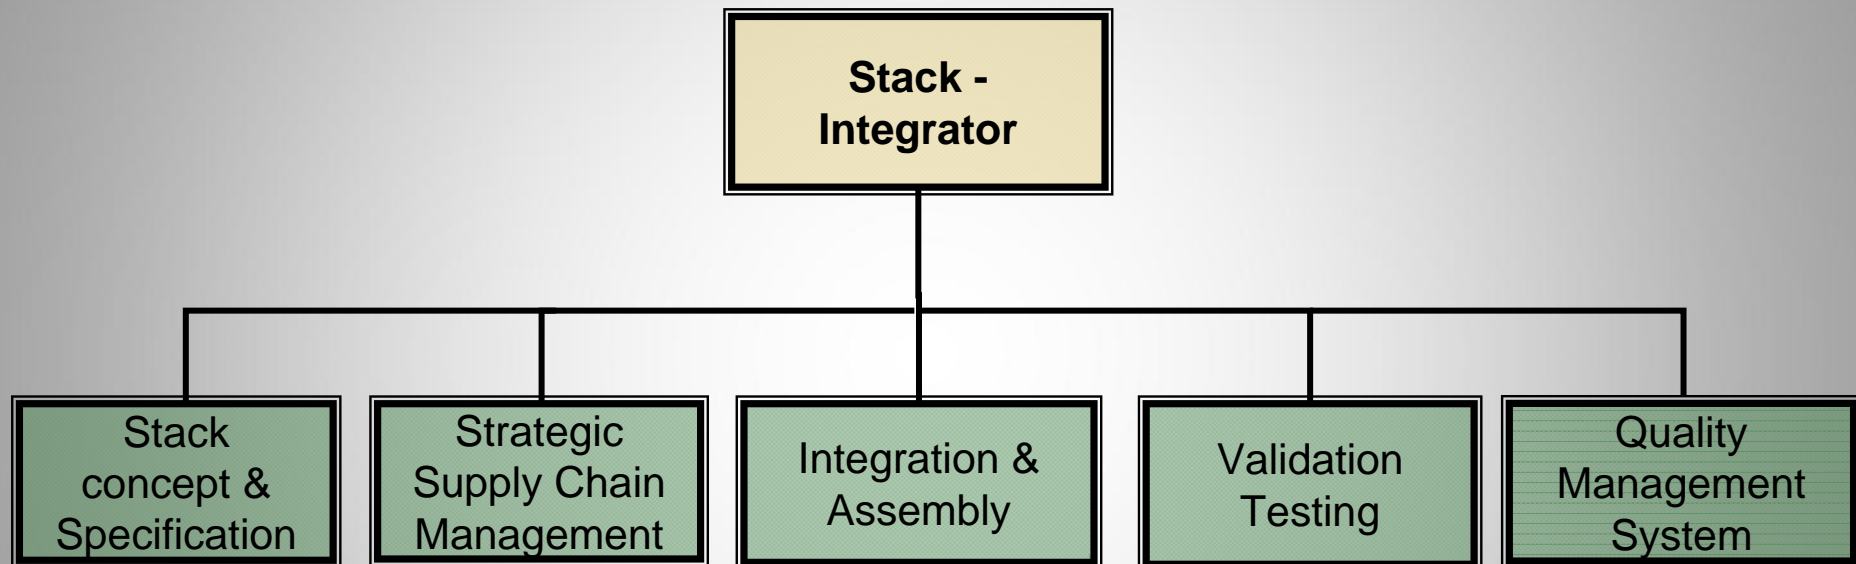 Stack -
Integrator
Stack
concept &
Specification
Strategic
Supply Chain
Management
Integration &
Assembly
Validation
Testing
Quality
Management
System